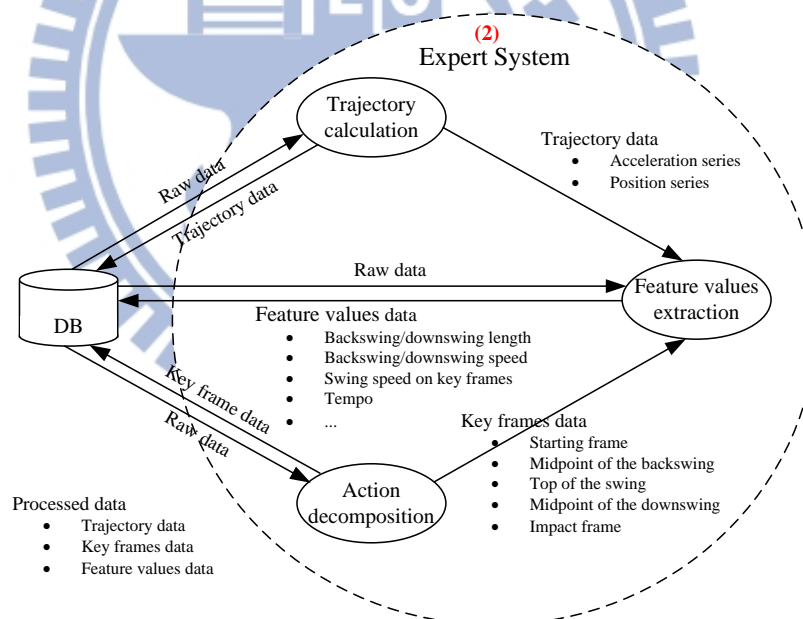 (2)
Expert System
Trajectory
calculation
Trajectory data
• Acceleration series
• Position series
Raw data
Trajectory data
Raw data
DB
Feature values
extraction
Feature values data
• Backswing/downswing length
• Backswing/downswing speed
• Swing speed on key frames
• Tempo
• ...
Key frame data
Raw data
Key frames data
• Starting frame
• Midpoint of the backswing
• Top of the swing
• Midpoint of the downswing
• Impact frame
Action
decomposition
Processed data
• Trajectory data
• Key frames data
• Feature values data